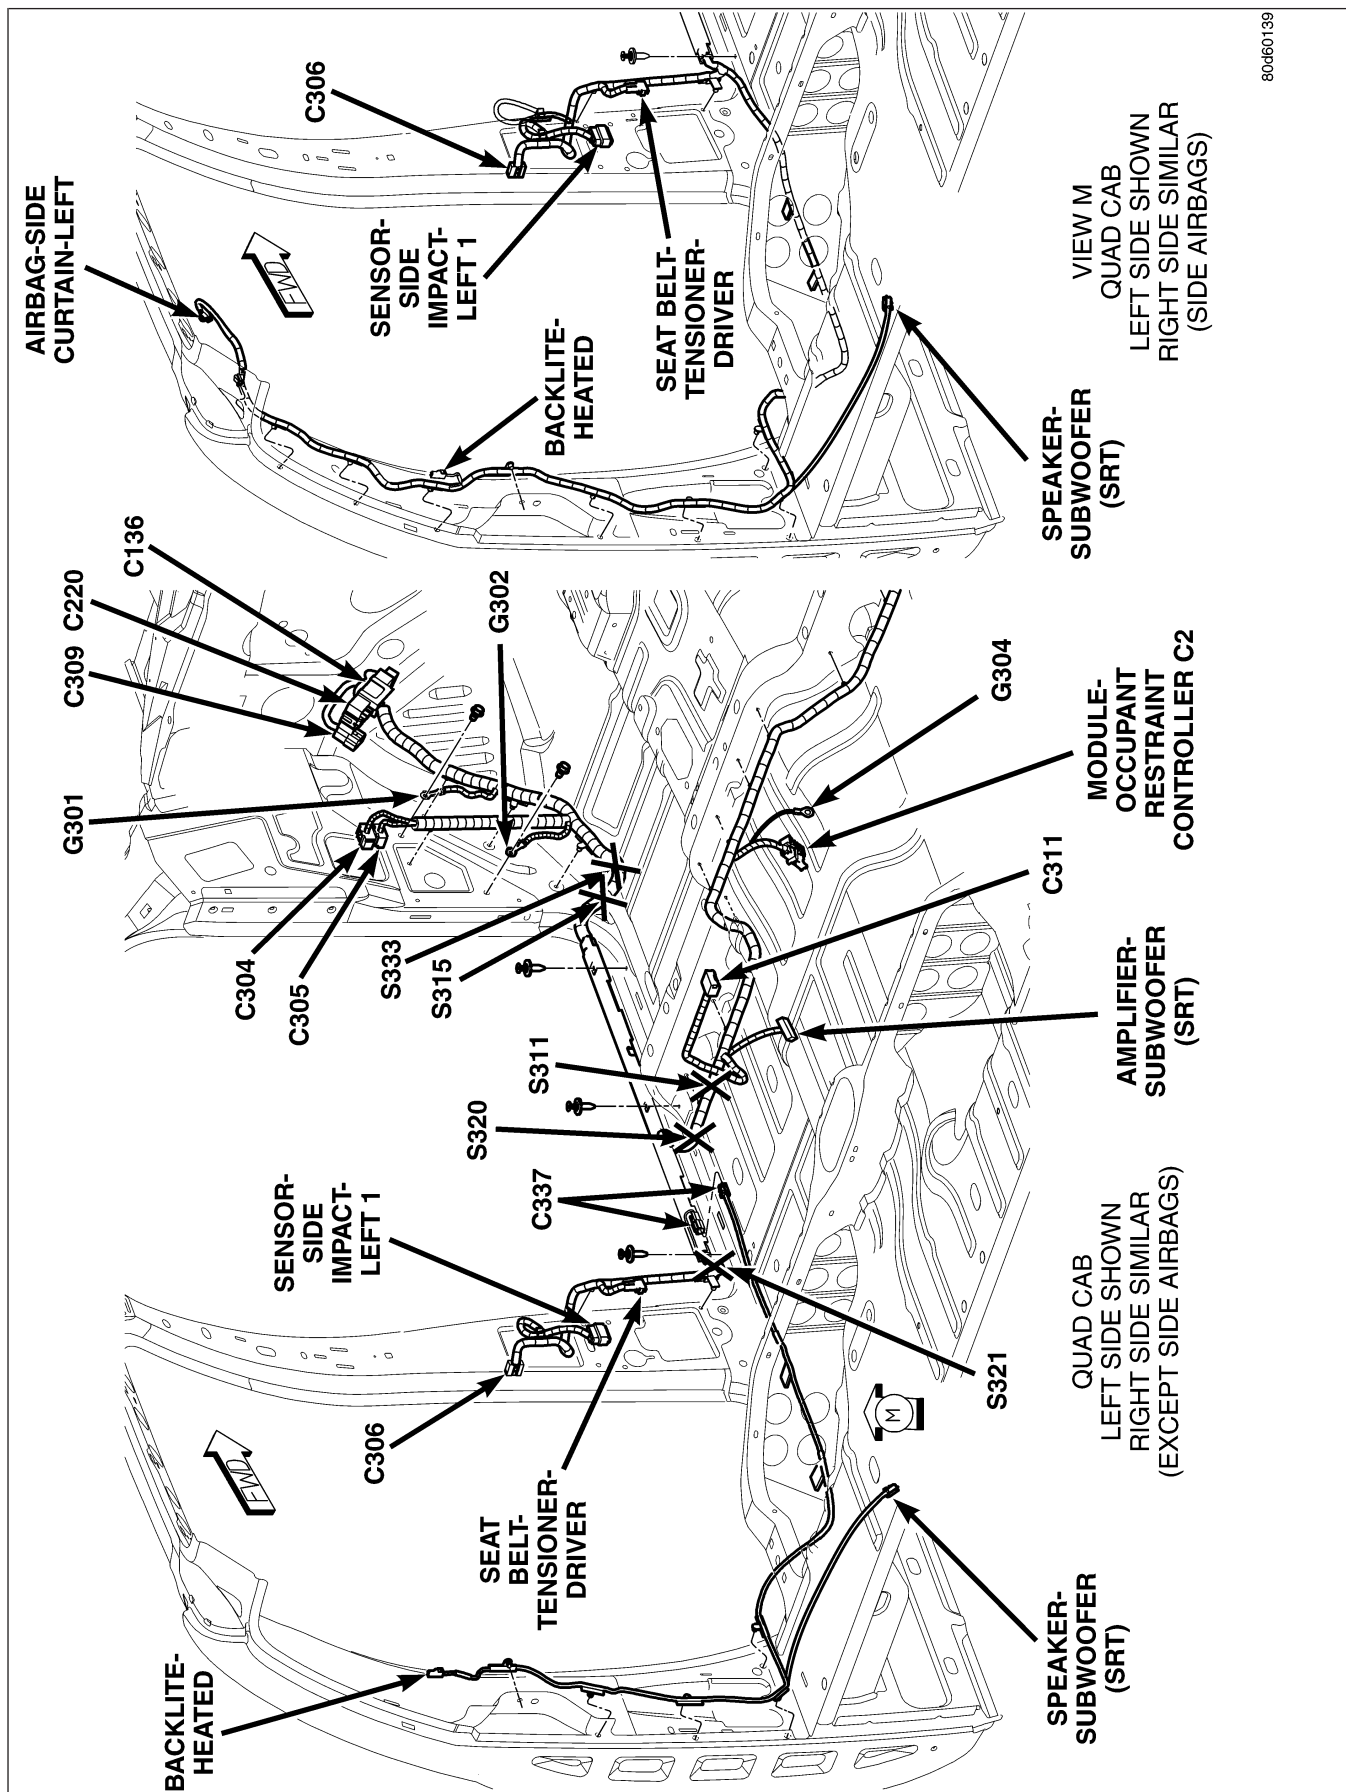 BACKLITE-
HEATED
FWD
SENSOR-
SIDE
IMPACT-
LEFT 1
C306
SEAT
BELT-
TENSIONER-
DRIVER
SPEAKER-
SUBWOOFER
(SRT)
S321
M
QUAD CAB
LEFT SIDE SHOWN
RIGHT SIDE SIMILAR
(EXCEPT SIDE AIRBAGS)
C337
S320
S311
C304
C305
S333
S315
G301
C309
C220
C136
G302
G304
MODULE-
OCCUPANT
RESTRAINT
CONTROLLER C2
C311
AMPLIFIER-
SUBWOOFER
(SRT)
AIRBAG-SIDE
CURTAIN-LEFT
FWD
C306
SENSOR-
SIDE
IMPACT-
LEFT 1
BACKLITE-
HEATED
SEAT BELT-
TENSIONER-
DRIVER
SPEAKER-
SUBWOOFER
(SRT)
VIEW M
QUAD CAB
LEFT SIDE SHOWN
RIGHT SIDE SIMILAR
(SIDE AIRBAGS)
80d60139